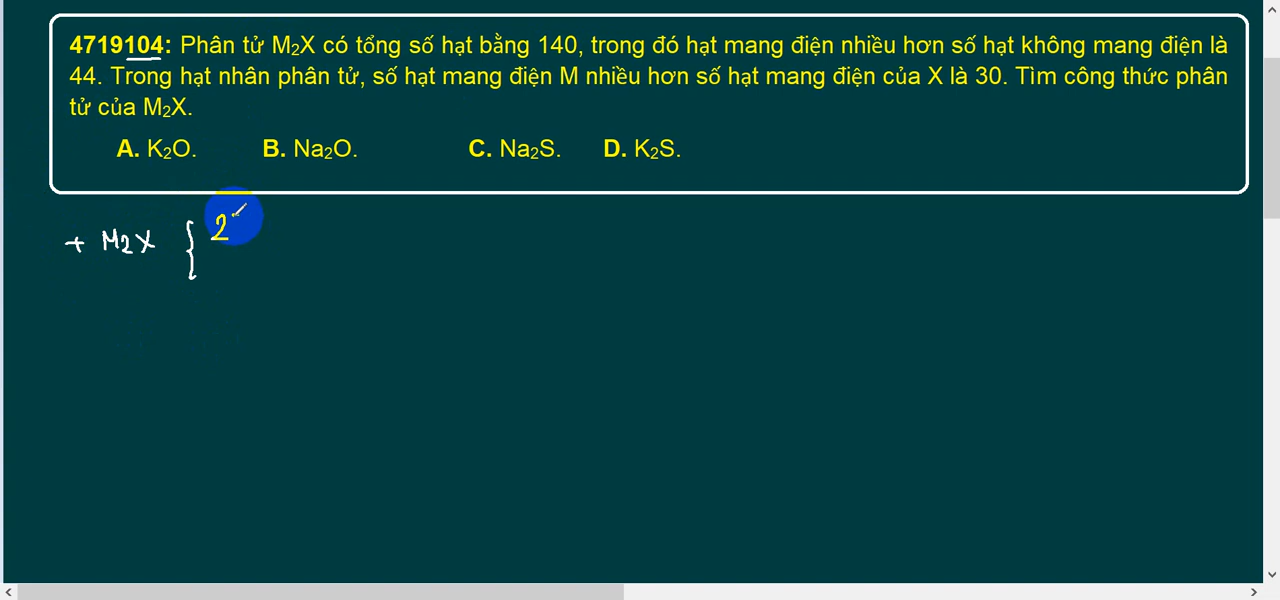 4719104: Phân tử M₂X có tổng số hạt bằng 140, trong đó hạt mang điện nhiều hơn số hạt không mang điện là
44. Trong hạt nhân phân tử, số hạt mang điện M nhiều hơn số hạt mang điện của X là 30. Tìm công thức phân
tử của M₂X.
A. K₂O. B. Na₂O. C. Na₂S. D. K₂S.
+ M₂X { 2